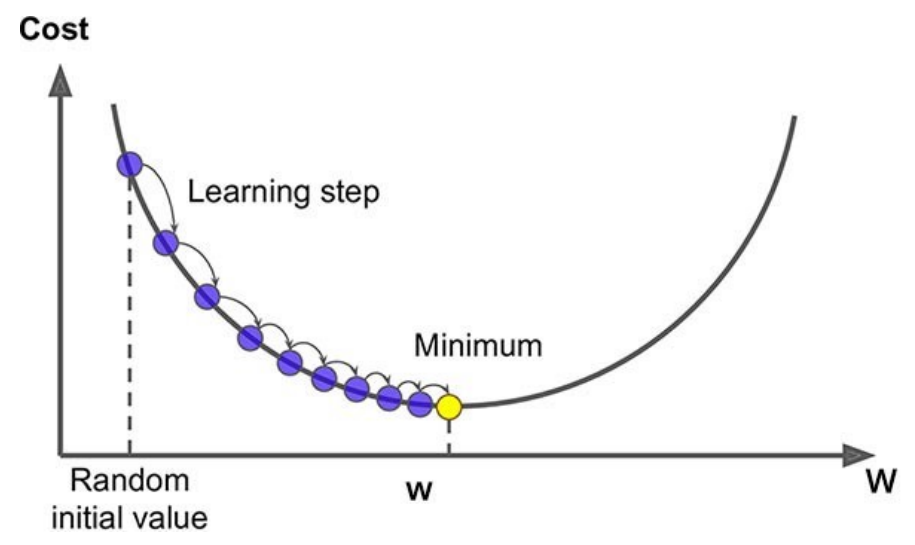 Cost
Learning step
Minimum
Random
initial value
w
W